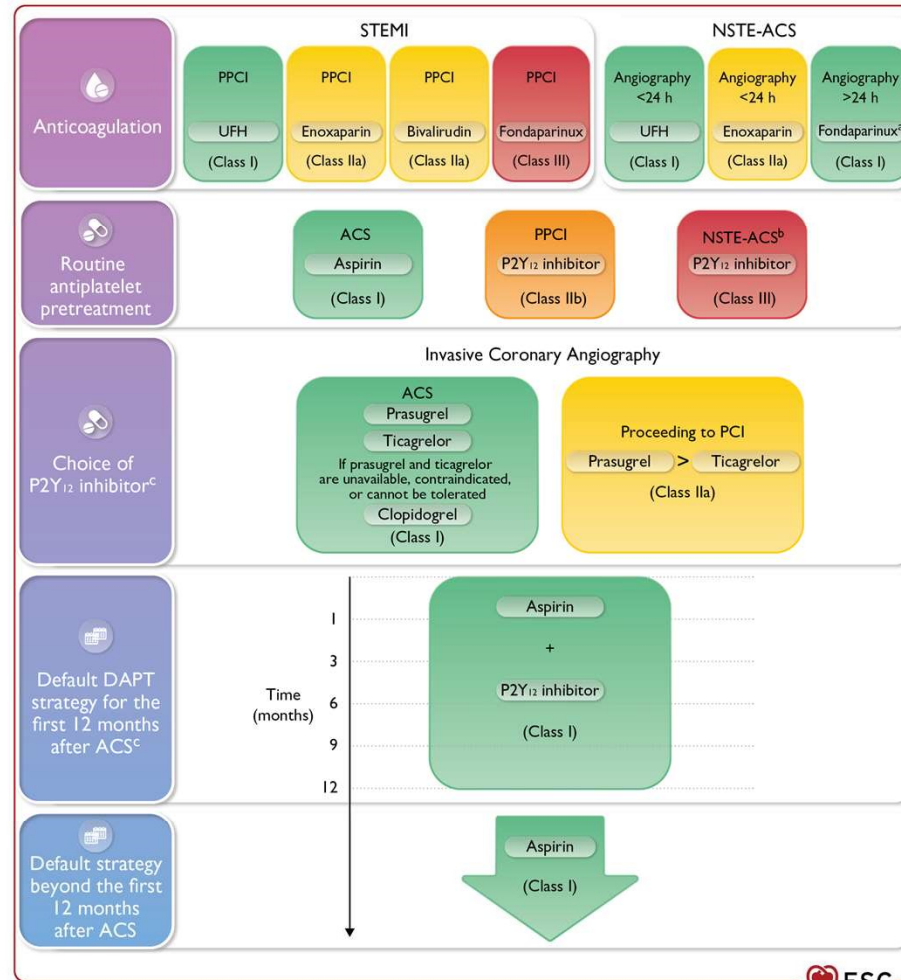 STEMI
NSTE-ACS
Anticoagulation
PPCI
UFH
(Class I)
PPCI
Enoxaparin
(Class IIa)
PPCI
Bivalirudin
(Class IIa)
PPCI
Fondaparinux
(Class III)
Angiography
<24 h
UFH
(Class I)
Angiography
<24 h
Enoxaparin
(Class IIa)
Angiography
>24 h
Fondaparinuxª
(Class I)
Routine
antiplatelet
pretreatment
ACS
Aspirin
(Class I)
PPCI
P2Y₁₂ inhibitor
(Class IIb)
NSTE-ACSᵇ
P2Y₁₂ inhibitor
(Class III)
Choice of
P2Y₁₂ inhibitorᶜ
Invasive Coronary Angiography
ACS
Prasugrel
Ticagrelor
If prasugrel and ticagrelor
are unavailable, contraindicated,
or cannot be tolerated
Clopidogrel
(Class I)
Proceeding to PCI
Prasugrel > Ticagrelor
(Class IIa)
Default DAPT
strategy for the
first 12 months
after ACSᶜ
Time
(months)
1
3
6
9
12
Aspirin
+
P2Y₁₂ inhibitor
(Class I)
Default strategy
beyond the first
12 months
after ACS
Aspirin
(Class I)
ESC